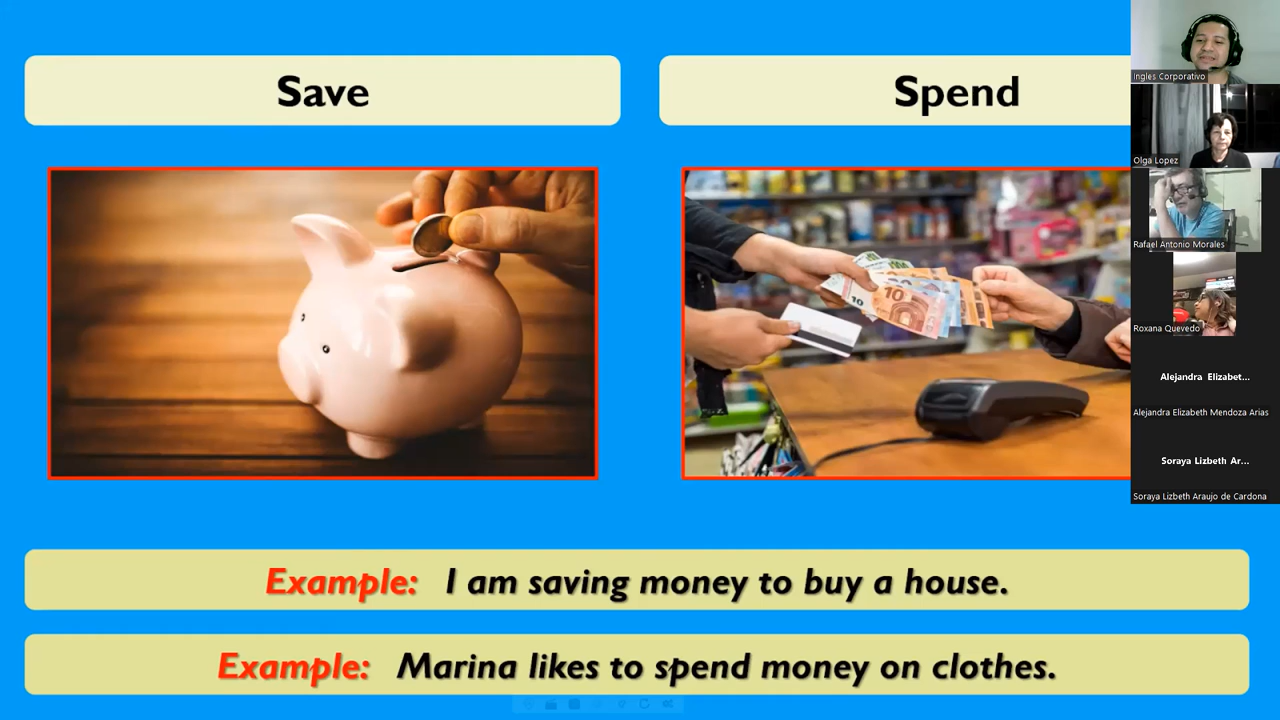 Save
Spend
10
10
Example: I am saving money to buy a house.
Example: Marina likes to spend money on clothes.
Ingles Corporativo
Olga Lopez
Rafael Antonio Morales
Roxana Quevedo
Alejandra Elizabet...
Alejandra Elizabeth Mendoza Arias
Soraya Lizbeth Ar...
Soraya Lizbeth Araujo de Cardona